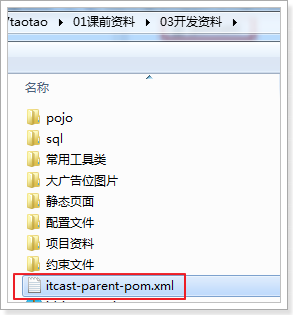 /taotao ▸ 01课前资料 ▸ 03开发资料 ▸
名称
pojo
sql
常用工具类
大广告位图片
静态页面
配置文件
项目资料
约束文件
itcast-parent-pom.xml